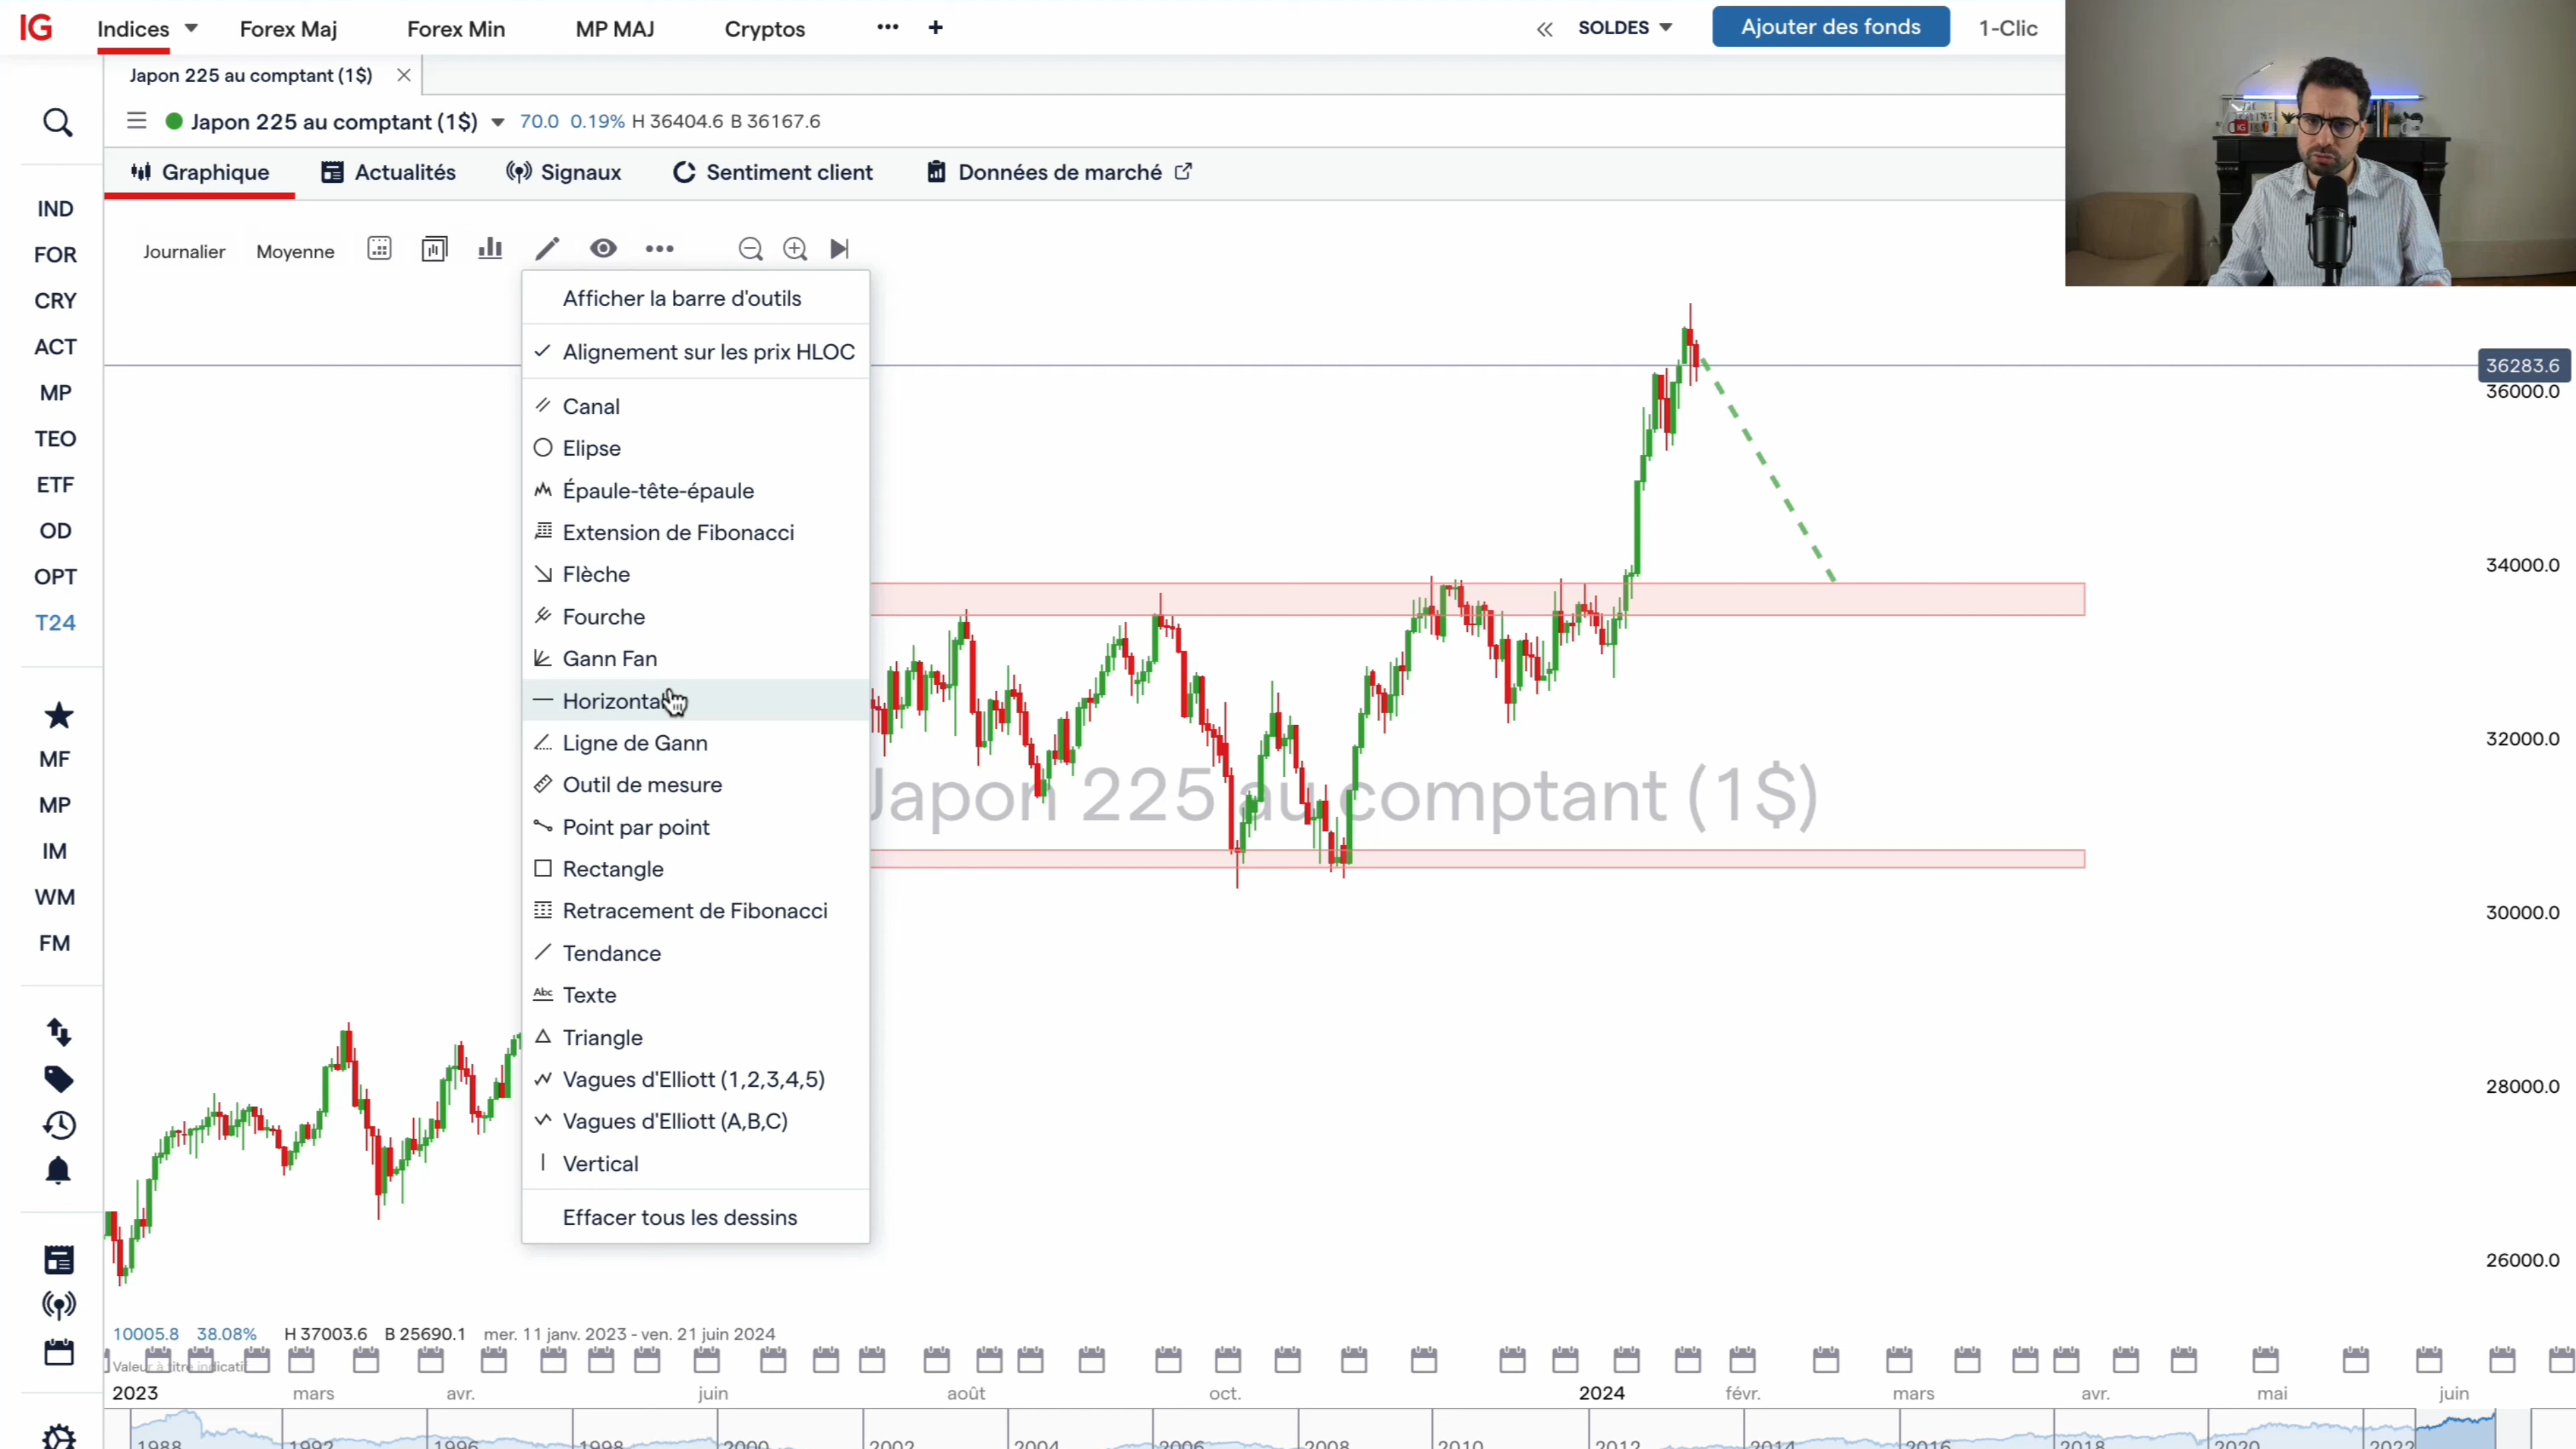 IG
Indices
Forex Maj
Forex Min
MP MAJ
Cryptos
SOLDES
Ajouter des fonds
1-Clic
Japon 225 au comptant (1$)
Japon 225 au comptant (1$) 70.0 0.19% H 36404.6 B 36167.6
Graphique
Actualités
Signaux
Sentiment client
Données de marché
Journalier
Moyenne
IND
FOR
CRY
ACT
MP
TEO
ETF
OD
OPT
T24
MF
MP
IM
WM
FM
Afficher la barre d'outils
Alignement sur les prix HLOC
Canal
Elipse
Épaule-tête-épaule
Extension de Fibonacci
Flèche
Fourche
Gann Fan
Horizonta
Ligne de Gann
Outil de mesure
Point par point
Rectangle
Retracement de Fibonacci
Tendance
Abc Texte
Triangle
Vagues d'Elliott (1,2,3,4,5)
Vagues d'Elliott (A,B,C)
Vertical
Effacer tous les dessins
Japon 225 au comptant (1$)
36283.6
36000.0
34000.0
32000.0
30000.0
28000.0
26000.0
10005.8 38.08% H 37003.6 B 25690.1 mer. 11 janv. 2023 - ven. 21 juin 2024
Valeur à titre indicatif
2023 mars avr. juin août oct. 2024 févr. mars avr. mai juin
1988 1992 1996 1998 2000 2002 2004 2006 2008 2010 2012 2014 2016 2018 2020 2022